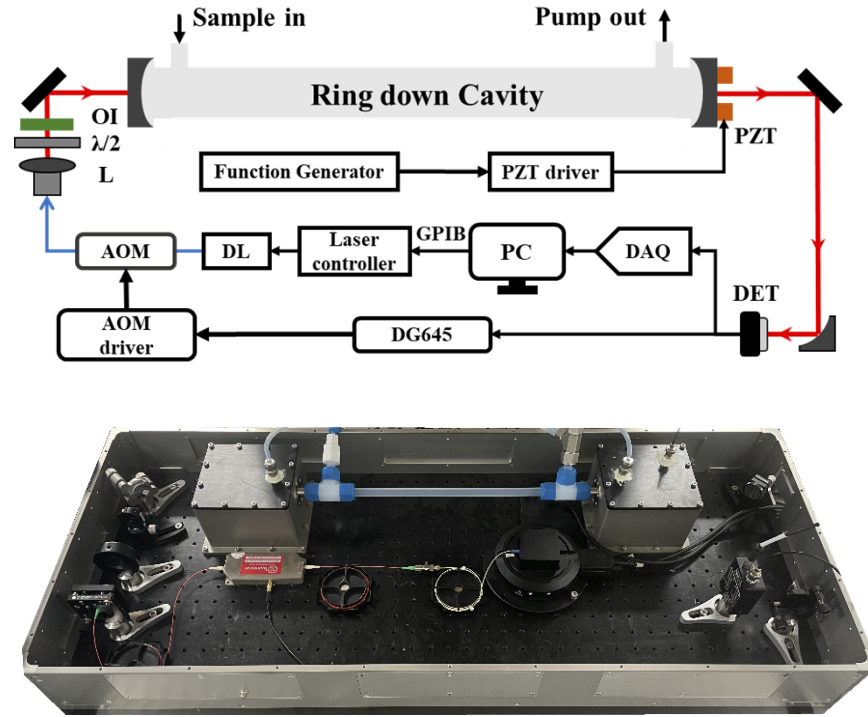 Sample in
Pump out
Ring down Cavity
OI
λ/2
L
PZT
Function Generator
PZT driver
AOM
DL
Laser
controller
GPIB
PC
DAQ
DET
AOM
driver
DG645